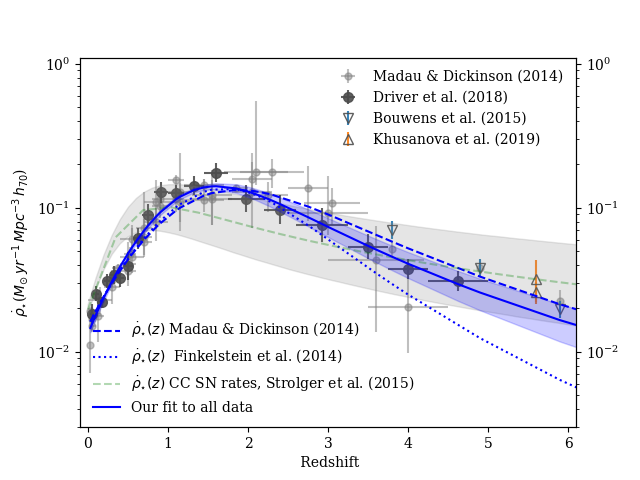 10⁰ 10⁰
Madau & Dickinson (2014)
Driver et al. (2018)
Bouwens et al. (2015)
Khusanova et al. (2019)
10⁻¹ 10⁻¹
ρ̇⋆(M⊙ yr⁻¹ Mpc⁻³ h₇₀)
ρ̇⋆(z) Madau & Dickinson (2014)
10⁻² 10⁻²
ρ̇⋆(z) Finkelstein et al. (2014)
ρ̇⋆(z) CC SN rates, Strolger et al. (2015)
Our fit to all data
0 1 2 3 4 5 6
Redshift